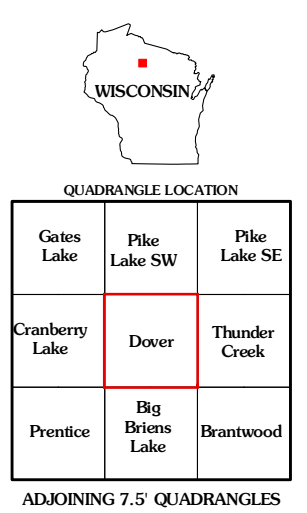 WISCONSIN
QUADRANGLE LOCATION
Gates
Lake
Pike
Lake SW
Pike
Lake SE
Cranberry
Lake
Dover
Thunder
Creek
Prentice
Big
Briens
Lake
Brantwood
ADJOINING 7.5' QUADRANGLES